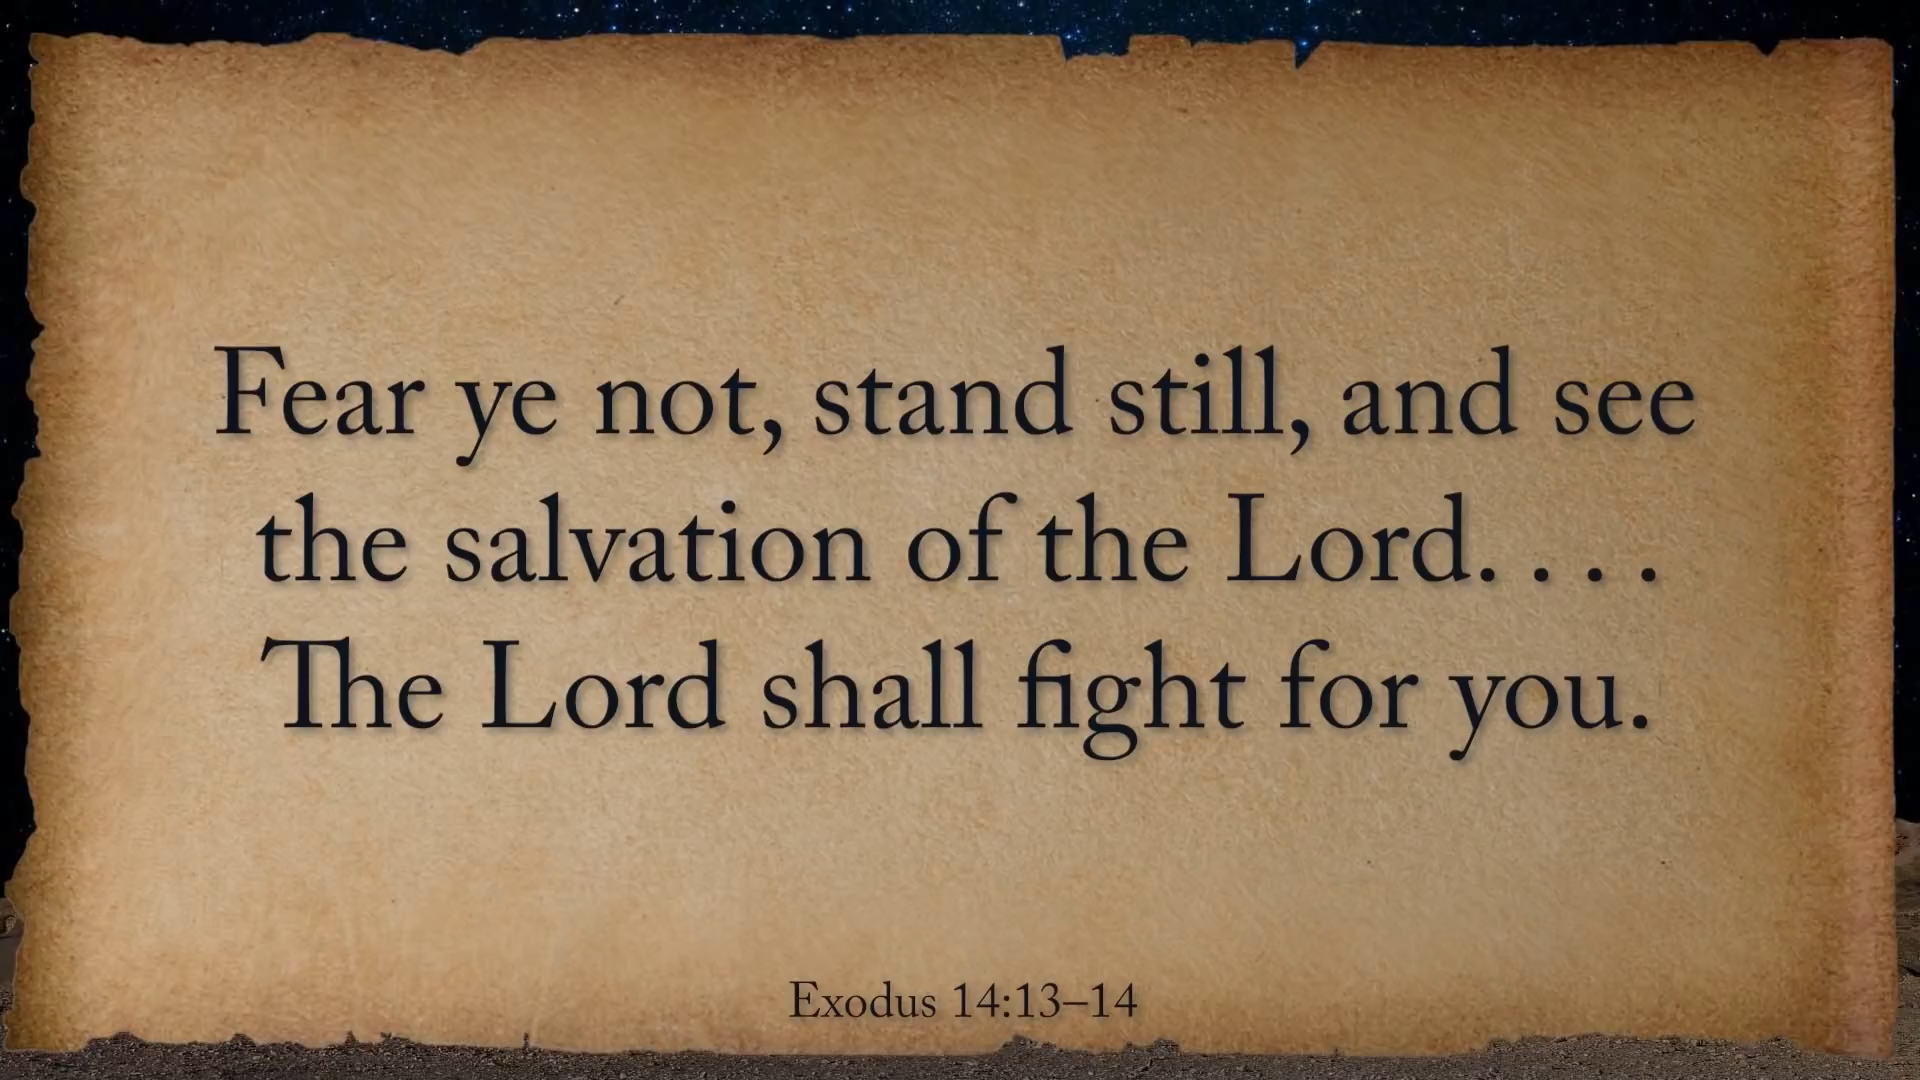 Fear ye not, stand still, and see
the salvation of the Lord. . . .
The Lord shall fight for you.
Exodus 14:13–14